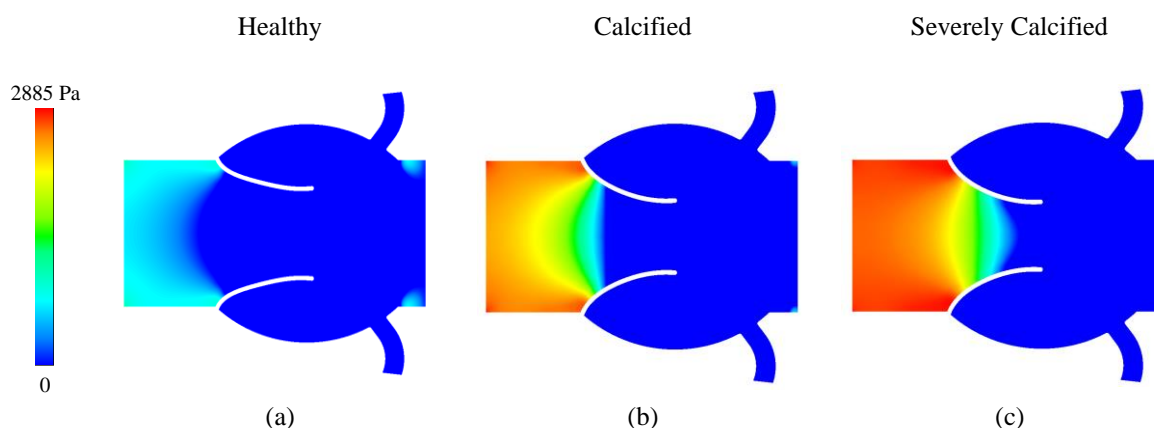 Healthy
Calcified
Severely Calcified
2885 Pa
0
(a)
(b)
(c)